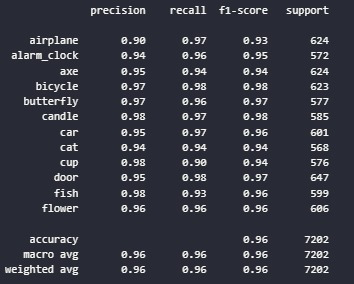 precision recall f1-score support
airplane 0.90 0.97 0.93 624
alarm_clock 0.94 0.96 0.95 572
axe 0.95 0.94 0.94 624
bicycle 0.97 0.98 0.98 623
butterfly 0.97 0.96 0.97 577
candle 0.98 0.97 0.98 585
car 0.95 0.97 0.96 601
cat 0.94 0.94 0.94 568
cup 0.98 0.90 0.94 576
door 0.95 0.98 0.97 647
fish 0.98 0.93 0.96 599
flower 0.96 0.96 0.96 606
accuracy 0.96 7202
macro avg 0.96 0.96 0.96 7202
weighted avg 0.96 0.96 0.96 7202